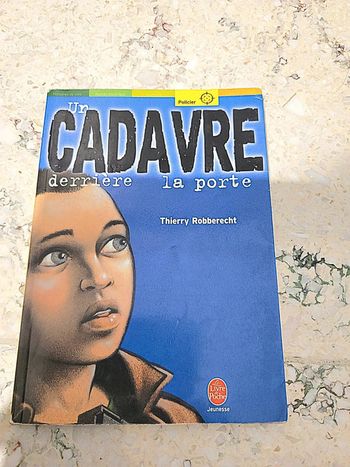 Policier
Un
CADAVRE
derrière la porte
Thierry Robberecht
Le Livre
de
Poche
Jeunesse